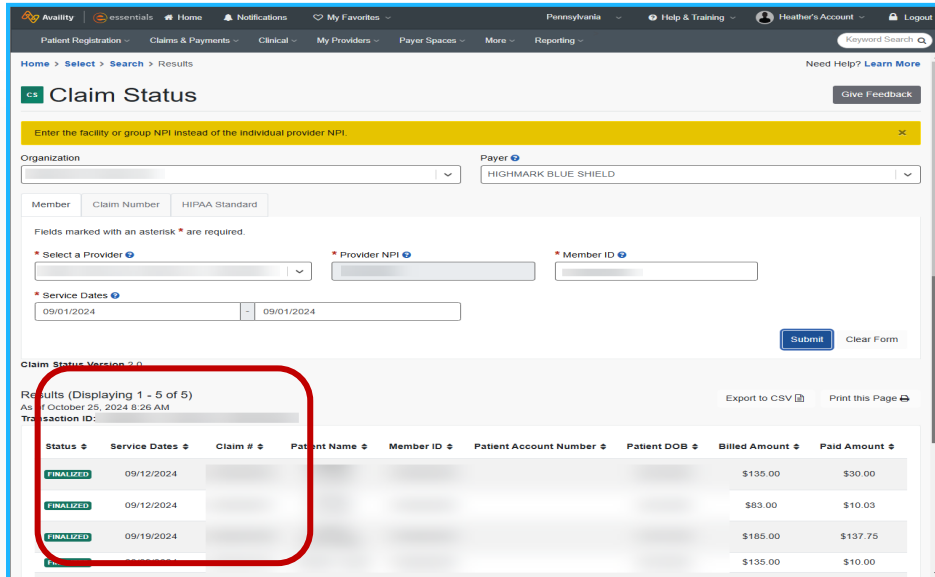 Availity essentials Home Notifications My Favorites Pennsylvania Help & Training Heather's Account Logout
Patient Registration Claims & Payments Clinical My Providers Payer Spaces More Reporting Keyword Search
Home > Select > Search > Results Need Help? Learn More
CS Claim Status Give Feedback
Enter the facility or group NPI instead of the individual provider NPI. ×
Organization Payer
HIGHMARK BLUE SHIELD
Member Claim Number HIPAA Standard
Fields marked with an asterisk * are required.
* Select a Provider * Provider NPI * Member ID
* Service Dates
09/01/2024 - 09/01/2024
Submit Clear Form
Claim Status Version 2.0
Results (Displaying 1 - 5 of 5) Export to CSV Print this Page
As of October 25, 2024 8:26 AM
Transaction ID:
Status Service Dates Claim # Patient Name Member ID Patient Account Number Patient DOB Billed Amount Paid Amount
FINALIZED 09/12/2024 $135.00 $30.00
FINALIZED 09/12/2024 $83.00 $10.03
FINALIZED 09/19/2024 $185.00 $137.75
$135.00 $10.00